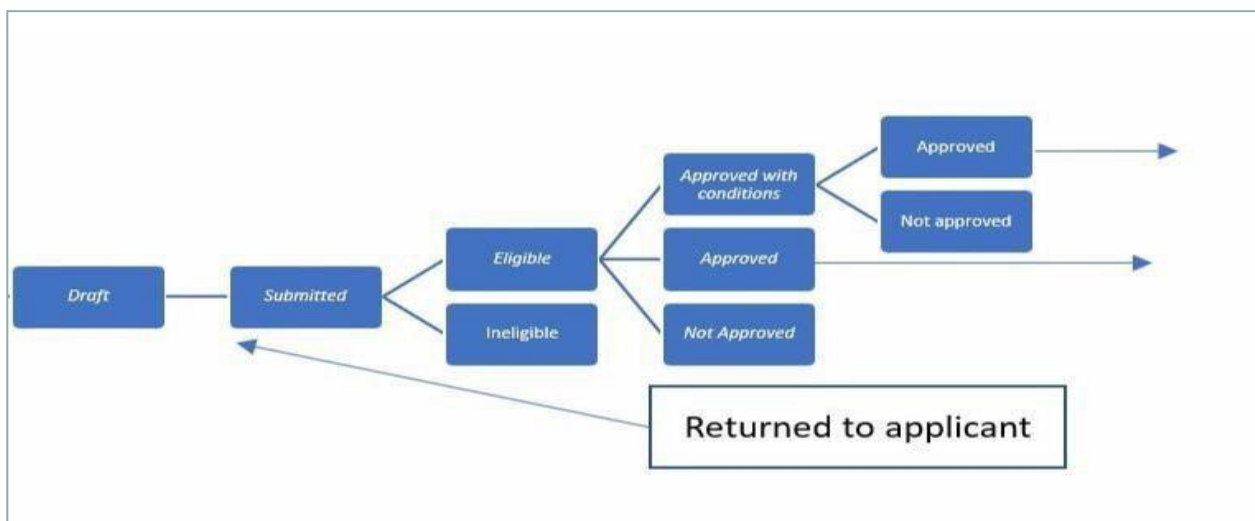 Approved
Approved with
conditions
Not approved
Eligible
Approved
Draft
Submitted
Ineligible
Not Approved
Returned to applicant